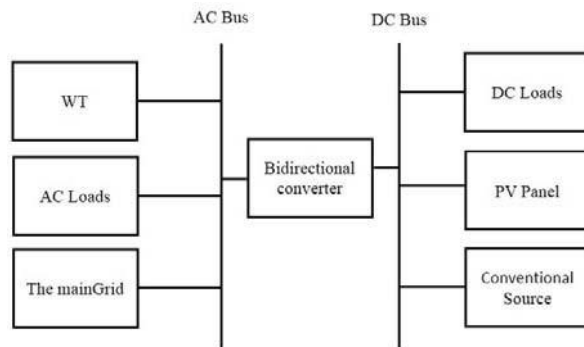 AC Bus
DC Bus
WT
DC Loads
Bidirectional
converter
AC Loads
PV Panel
The mainGrid
Conventional
Source